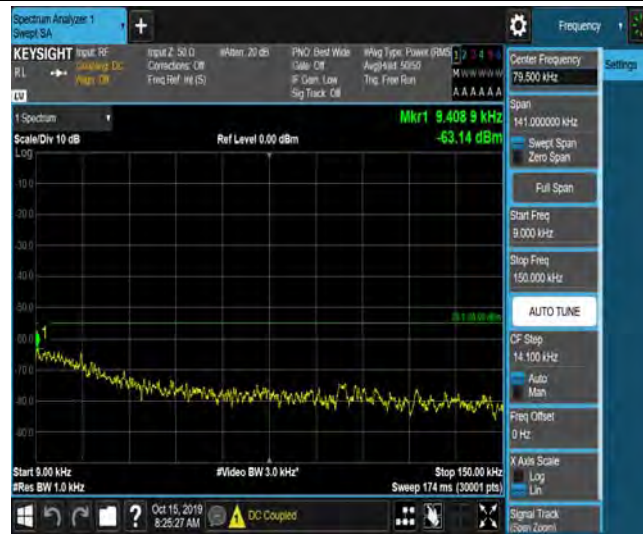 Spectrum Analyzer 1
Swept SA
+
Frequency
KEYSIGHT
Input: RF
Coupling: DC
Align: Off
Input Z: 50 Ω
Corrections: Off
Freq Ref: Int (S)
#Atten: 20 dB
PNO: Best Wide
Gate: Off
IF Gain: Low
Sig Track: Off
#Avg Type: Power (RMS
Avg|Hold: 50/50
Trig: Free Run
1 2 3 4 5 6
M W W W W W
A A A A A A
RL
LV
1 Spectrum
Scale/Div 10 dB
Ref Level 0.00 dBm
Mkr1 9.408 9 kHz
-63.14 dBm
Log
-10.0
-20.0
-30.0
-40.0
-50.0
-60.0
-70.0
-80.0
-90.0
1
Start 9.00 kHz
#Video BW 3.0 kHz*
Stop 150.00 kHz
#Res BW 1.0 kHz
Sweep 174 ms (30001 pts)
Center Frequency
79.500 kHz
Settings
Span
141.000000 kHz
Swept Span
Zero Span
Full Span
Start Freq
9.000 kHz
Stop Freq
150.000 kHz
AUTO TUNE
CF Step
14.100 kHz
Auto
Man
Freq Offset
0 Hz
X Axis Scale
Log
Lin
Signal Track
(Span Zoom)
?
Oct 15, 2019
8:25:27 AM
DC Coupled